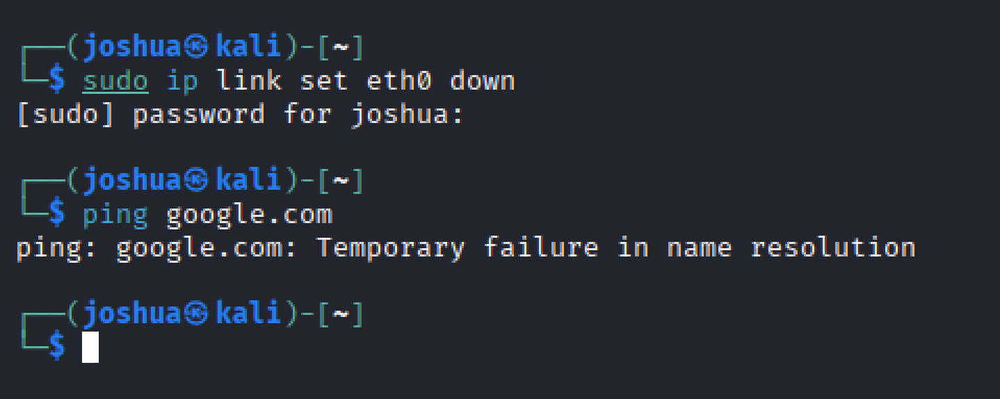 ┌──(joshua㉿kali)-[~]
└─$ sudo ip link set eth0 down
[sudo] password for joshua:
┌──(joshua㉿kali)-[~]
└─$ ping google.com
ping: google.com: Temporary failure in name resolution
┌──(joshua㉿kali)-[~]
└─$